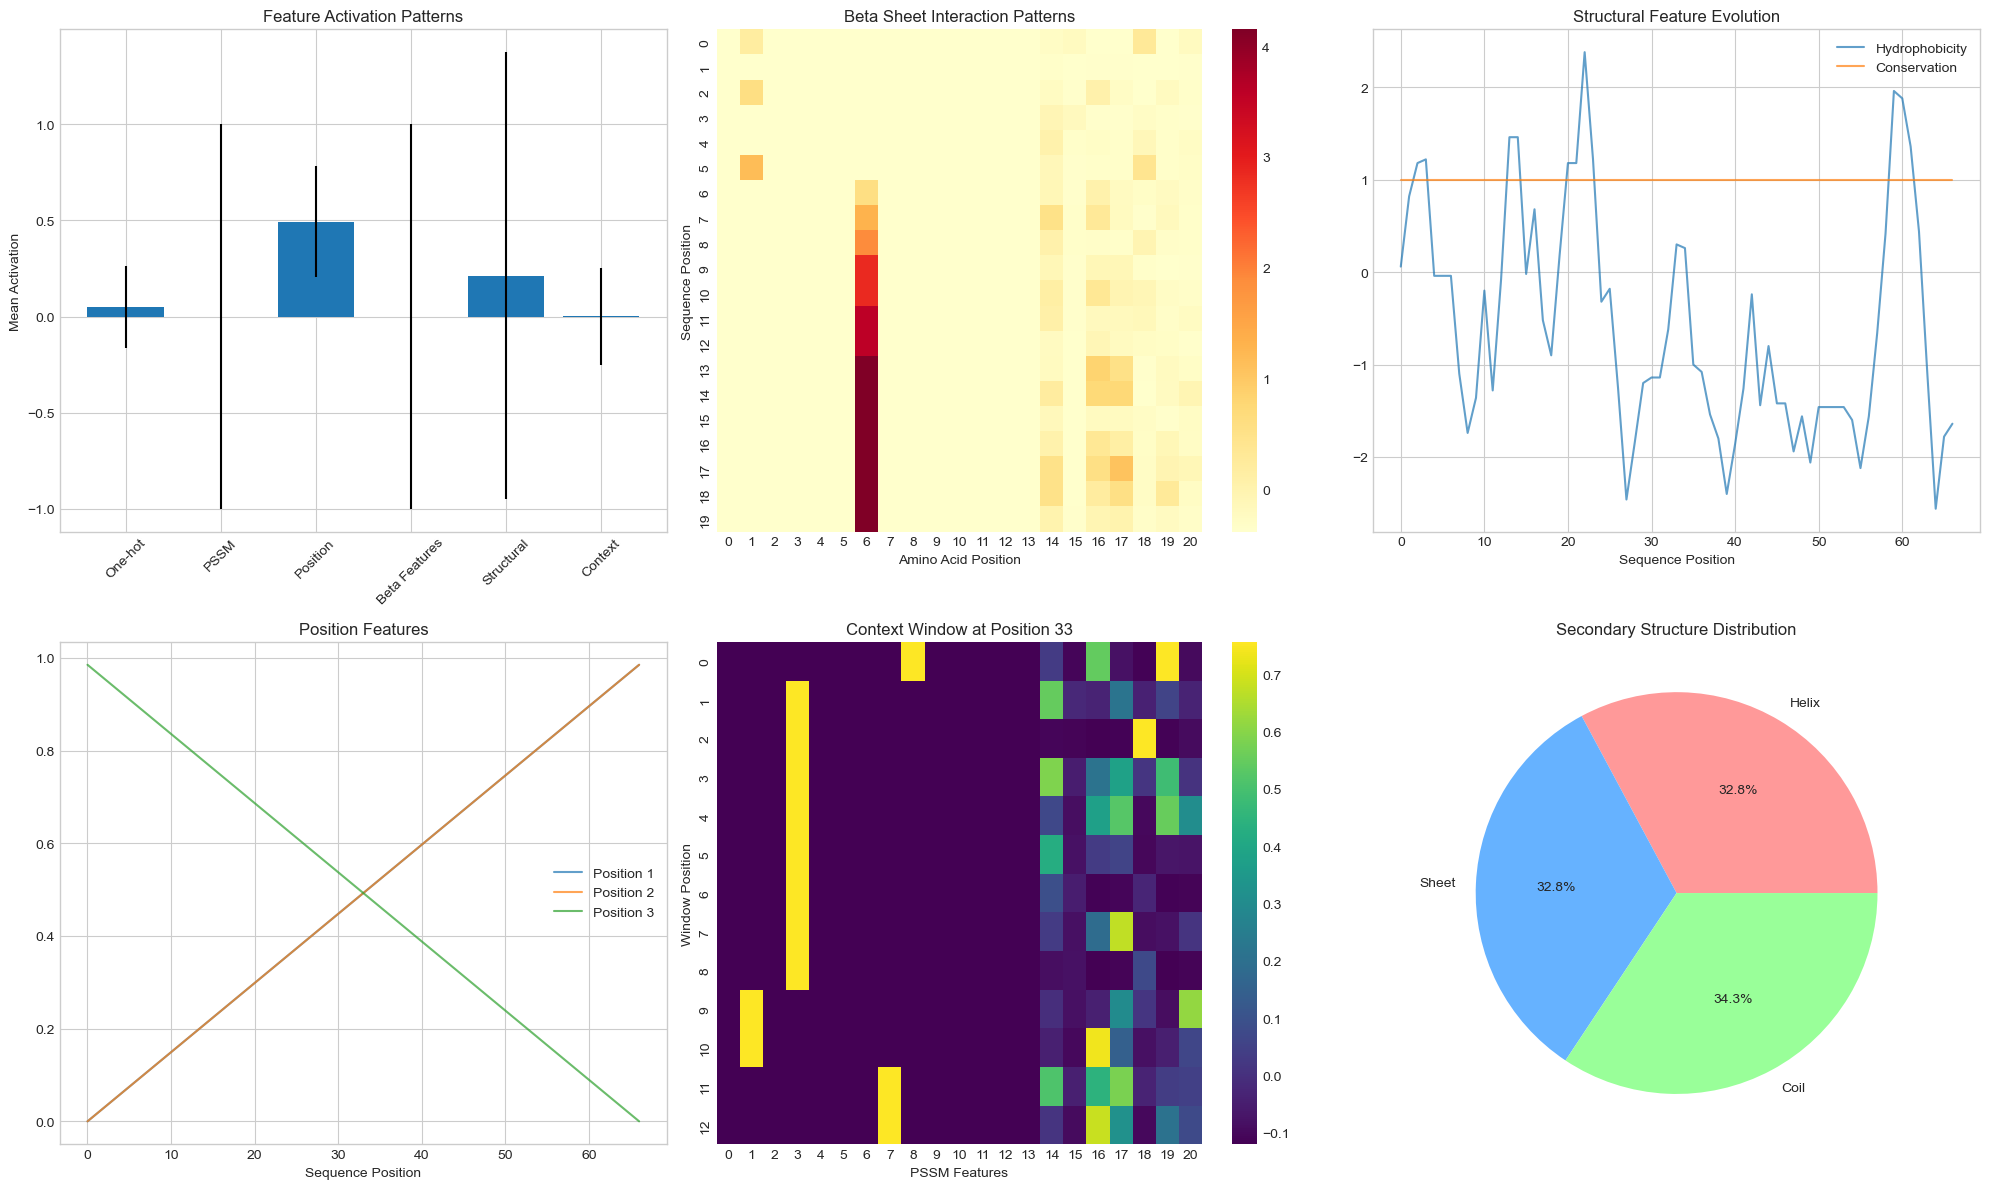 Feature Activation Patterns
Mean Activation
1.0
0.5
0.0
−0.5
−1.0
One-hot
PSSM
Position
Beta Features
Structural
Context
Beta Sheet Interaction Patterns
Sequence Position
0
1
2
3
4
5
6
7
8
9
10
11
12
13
14
15
16
17
18
19
0 1 2 3 4 5 6 7 8 9 10 11 12 13 14 15 16 17 18 19 20
Amino Acid Position
4
3
2
1
0
Structural Feature Evolution
Hydrophobicity
Conservation
2
1
0
−1
−2
0 10 20 30 40 50 60
Sequence Position
Position Features
1.0
0.8
0.6
0.4
0.2
0.0
Position 1
Position 2
Position 3
0 10 20 30 40 50 60
Sequence Position
Context Window at Position 33
Window Position
0
1
2
3
4
5
6
7
8
9
10
11
12
0 1 2 3 4 5 6 7 8 9 10 11 12 13 14 15 16 17 18 19 20
PSSM Features
0.7
0.6
0.5
0.4
0.3
0.2
0.1
0.0
−0.1
Secondary Structure Distribution
Helix
32.8%
Sheet
32.8%
34.3%
Coil